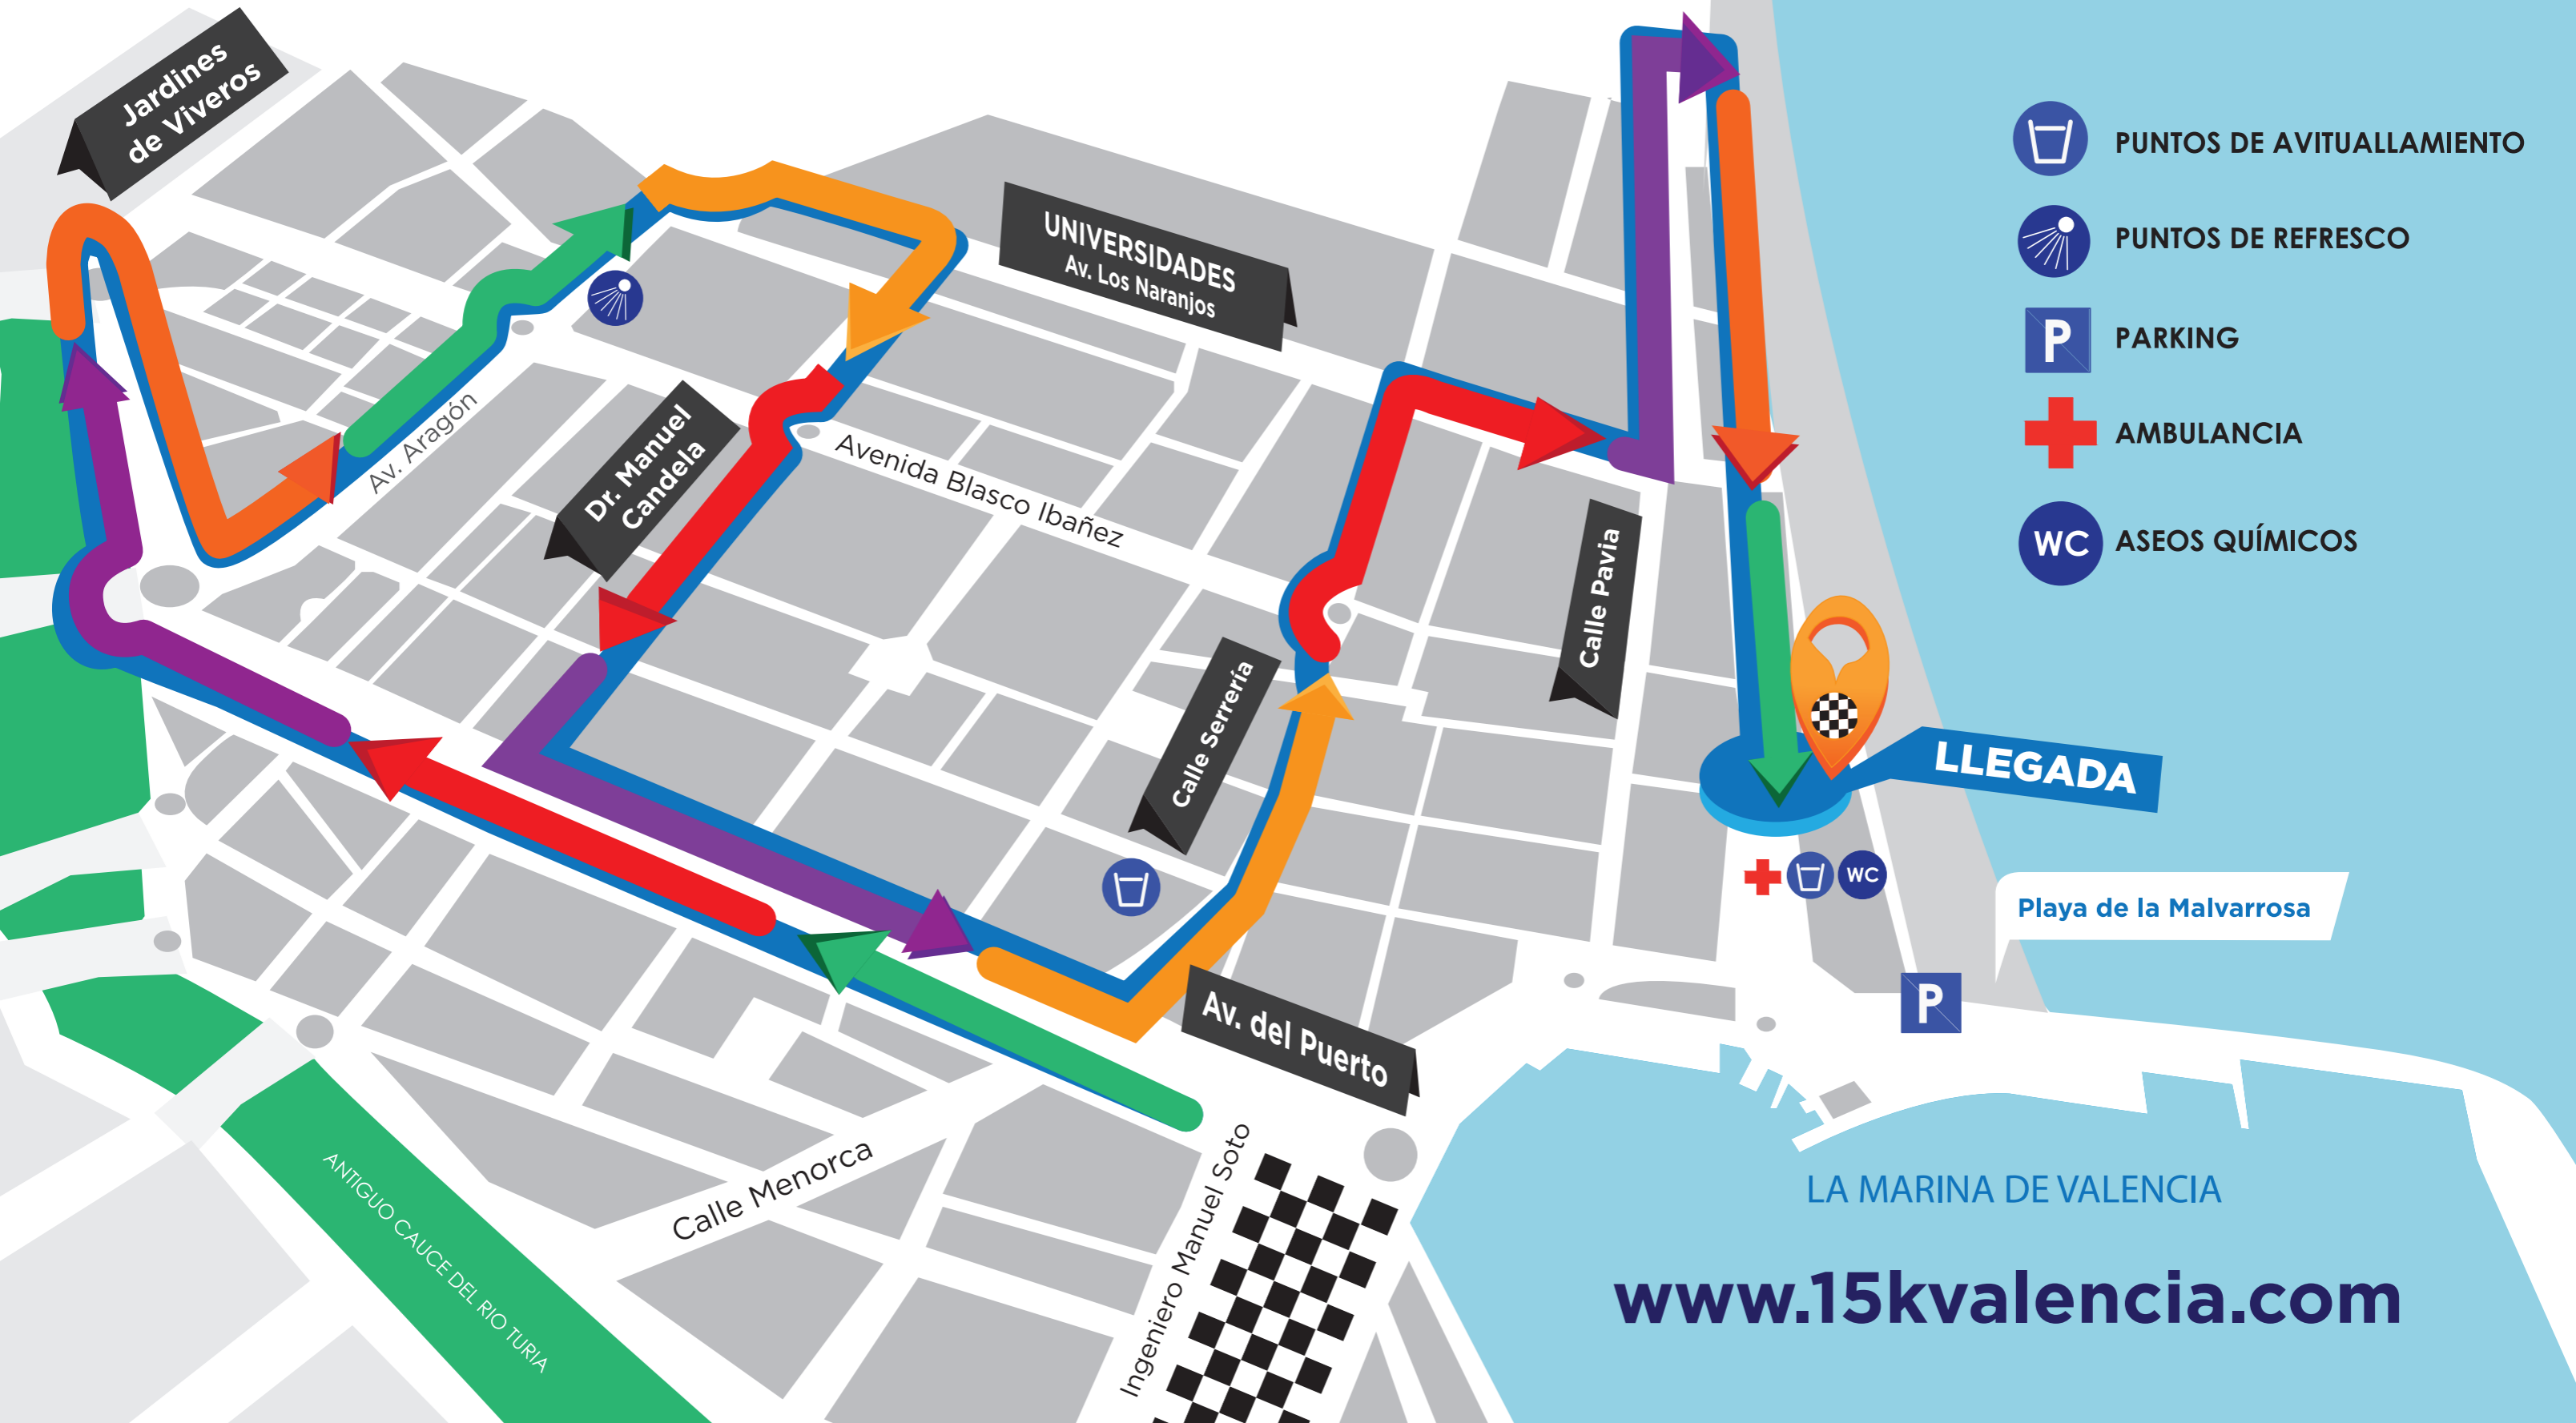 Jardines
de Viveros
UNIVERSIDADES
Av. Los Naranjos
Av. Aragón
Dr. Manuel
Candela
Avenida Blasco Ibañez
Calle Serrería
Calle Pavia
Av. del Puerto
Calle Menorca
Ingeniero Manuel Soto
ANTIGUO CAUCE DEL RIO TURIA
PUNTOS DE AVITUALLAMIENTO
PUNTOS DE REFRESCO
P PARKING
AMBULANCIA
WC ASEOS QUÍMICOS
LLEGADA
WC
Playa de la Malvarrosa
P
LA MARINA DE VALENCIA
www.15kvalencia.com